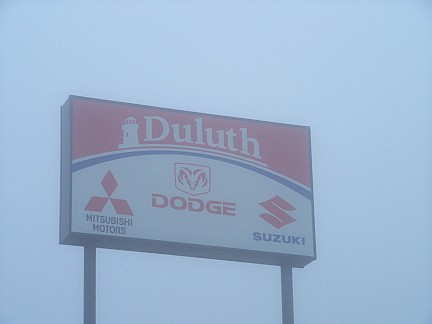 Duluth
DODGE
MITSUBISHI
MOTORS
SUZUKI